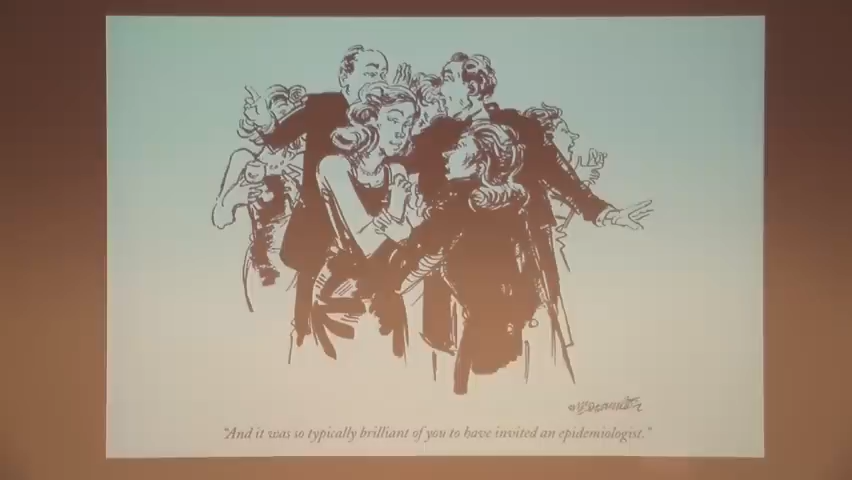 "And it was so typically brilliant of you to have invited an epidemiologist."